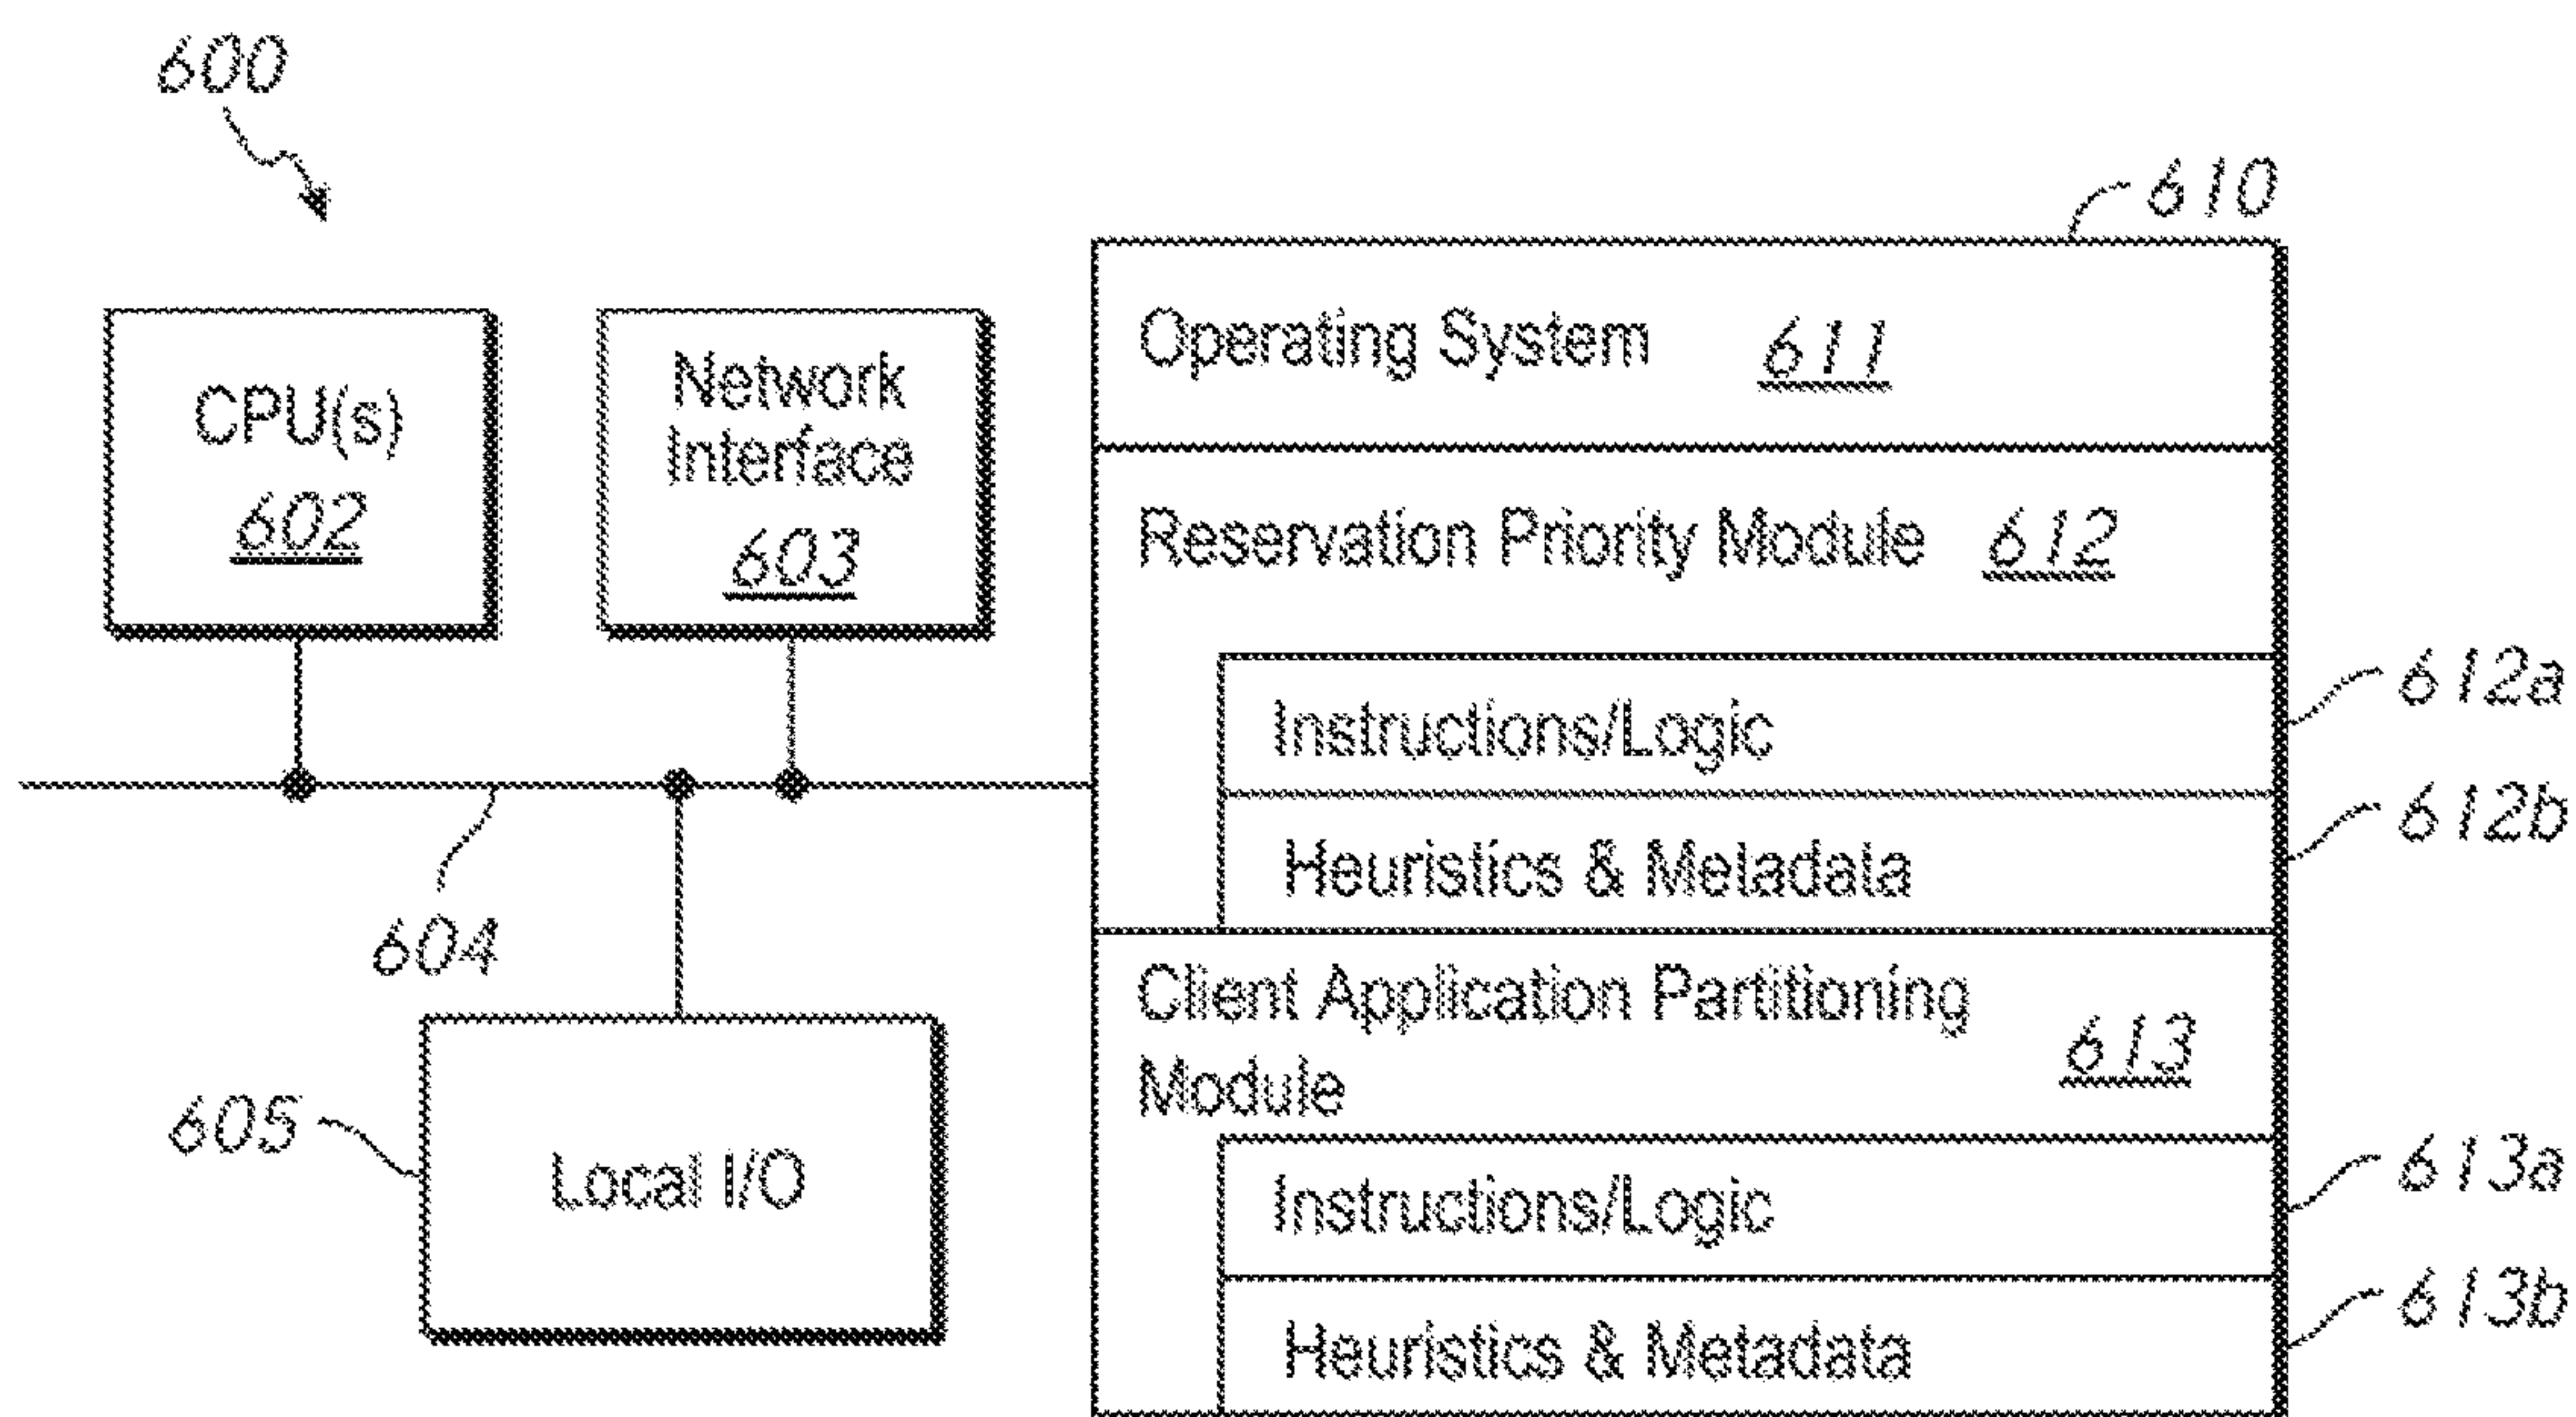 600
610
CPU(s)
602
Network
Interface
603
604
605
Local I/O
Operating System 611
Reservation Priority Module 612
Instructions/Logic 612a
Heuristics & Metadata 612b
Client Application Partitioning
Module 613
Instructions/Logic 613a
Heuristics & Metadata 613b